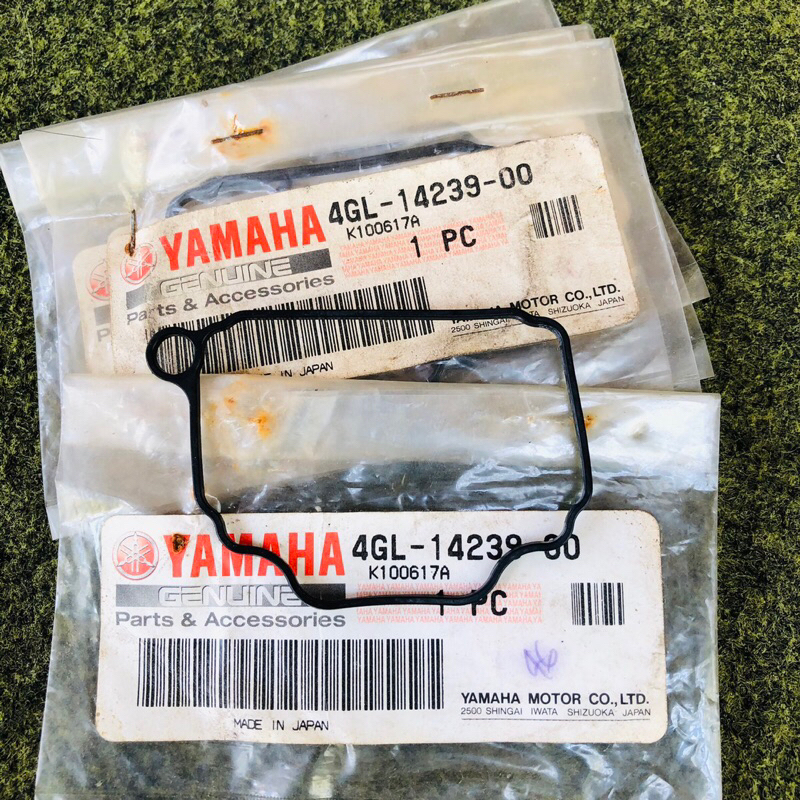 4GL-14239-00
K100617A
YAMAHA
1 PC
GENUINE
Parts & Accessories
YAMAHA MOTOR CO.,LTD.
2500 SHINGAI IWATA SHIZUOKA JAPAN
IN JAPAN
YAMAHA 4GL-14239-00
K100617A
GENUINE
1 PC
Parts & Accessories
YAMAHA MOTOR CO.,LTD.
2500 SHINGAI IWATA SHIZUOKA JAPAN
MADE IN JAPAN